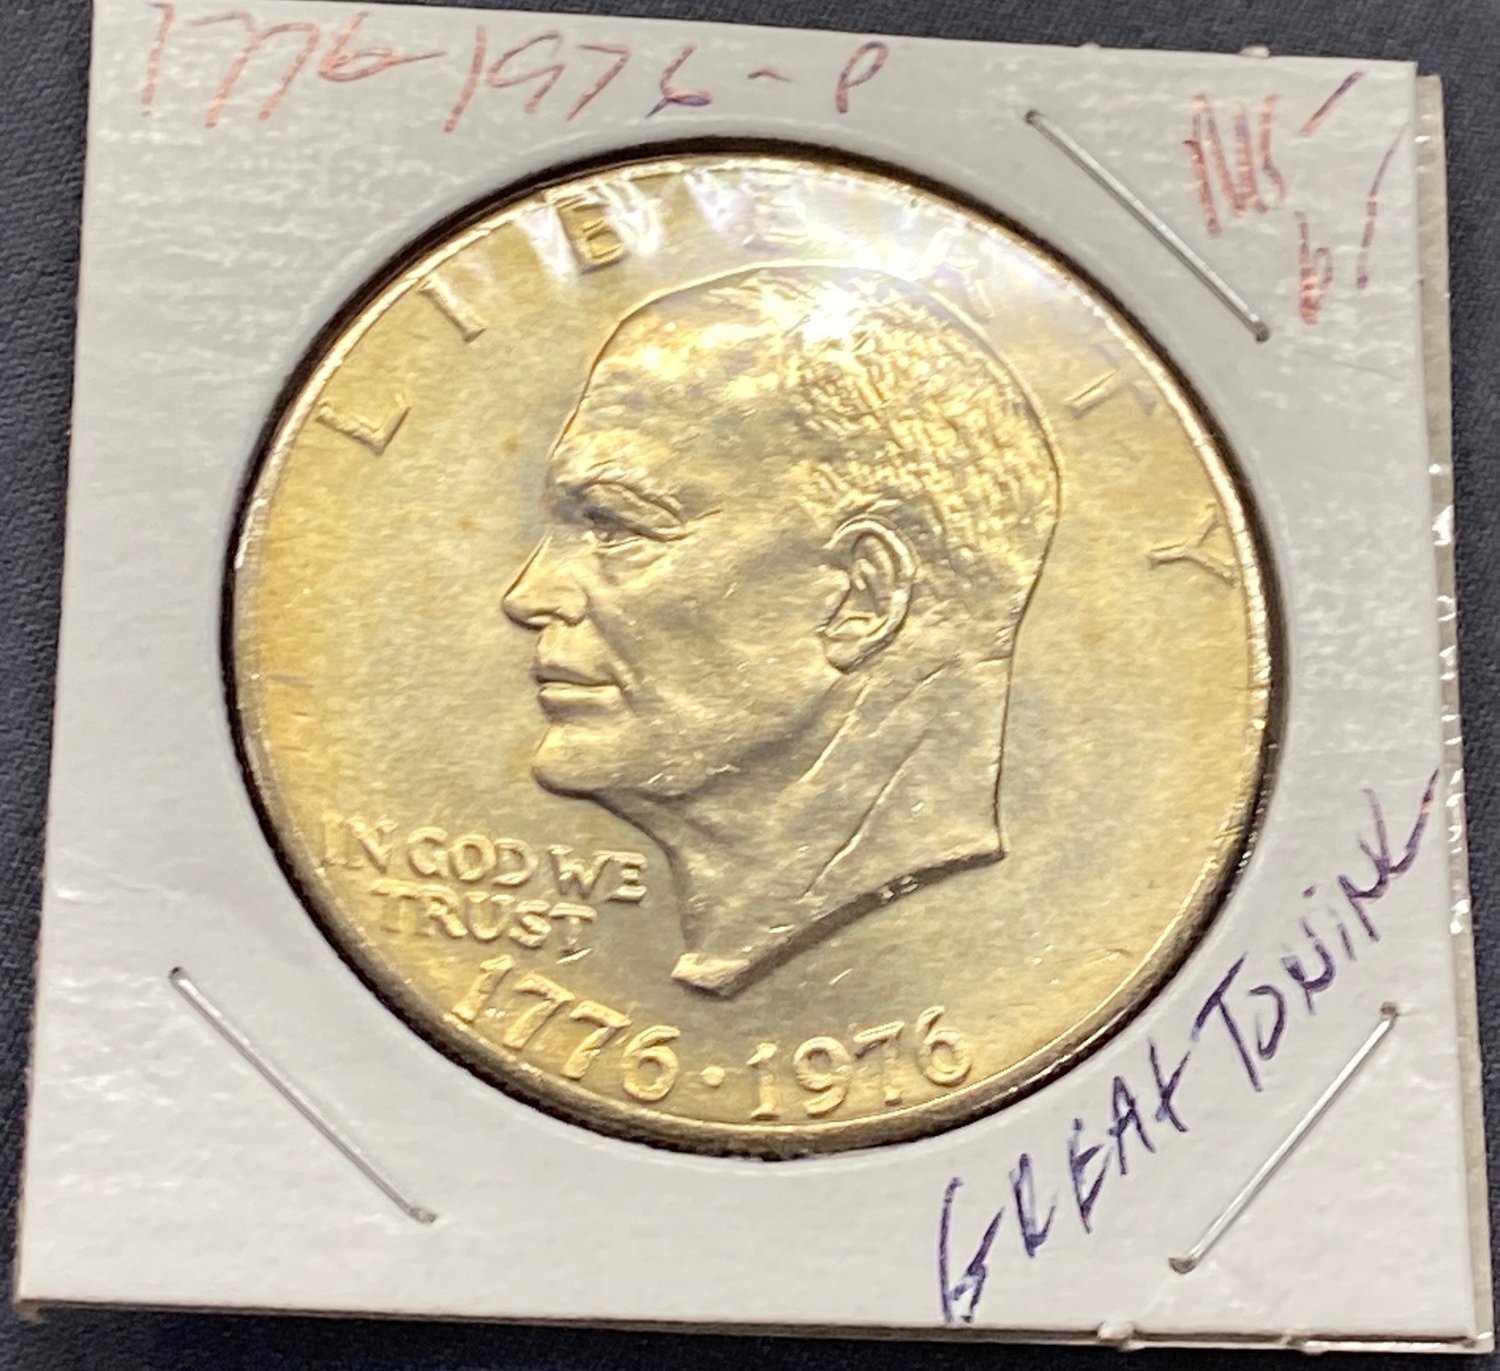 1776-1976-P
LIBERTY
IN GOD WE
TRUST
1776·1976
GREAT TONING